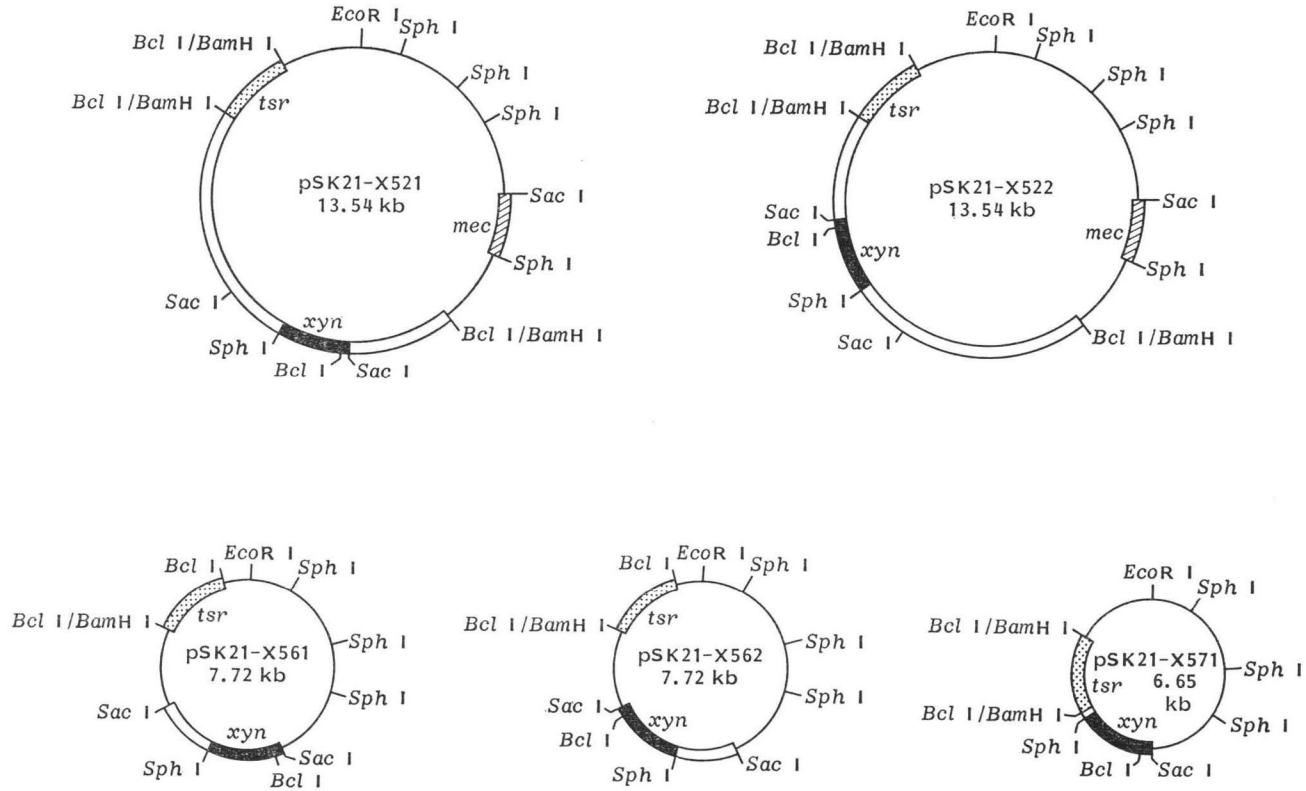 EcoR I
Sph I
Bcl I/BamH I
Sph I
tsr
Bcl I/BamH I
Sph I
pSK21-X521
13.54 kb
Sac I
mec
Sph I
Sac I
xyn
Bcl I/BamH I
Sph I
Bcl I
Sac I
EcoR I
Sph I
Bcl I/BamH I
Sph I
tsr
Bcl I/BamH I
Sph I
pSK21-X522
13.54 kb
Sac I
Sac I
Bcl I
mec
xyn
Sph I
Sph I
Sac I
Bcl I/BamH I
EcoR I
Bcl I
Sph I
tsr
Bcl I/BamH I
Sph I
pSK21-X561
7.72 kb
Sph I
Sac I
xyn
Sac I
Sph I
Bcl I
EcoR I
Bcl I
Sph I
tsr
Bcl I/BamH I
Sph I
pSK21-X562
7.72 kb
Sph I
Sac I
xyn
Bcl I
Sph I
Sac I
EcoR I
Sph I
Bcl I/BamH I
pSK21-X571
Sph I
tsr
6.65
kb
Bcl I/BamH I
Sph I
xyn
Sph I
Bcl I
Sac I